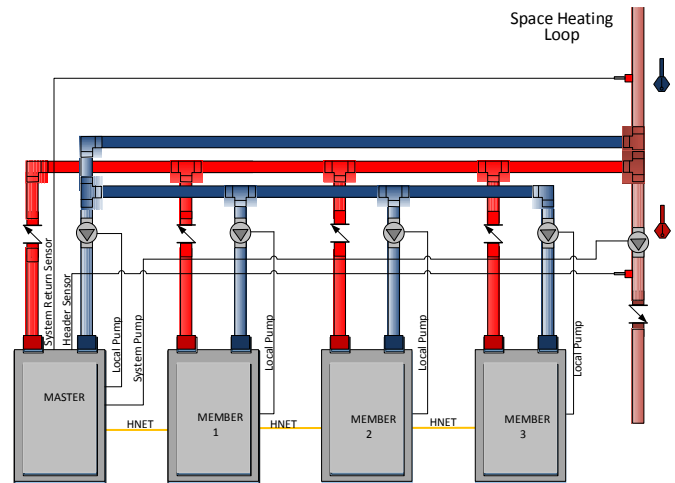 Space Heating
Loop
System Return Sensor
Header Sensor
Local Pump
System Pump
Local Pump
Local Pump
Local Pump
MASTER
HNET
MEMBER
1
HNET
MEMBER
2
HNET
MEMBER
3